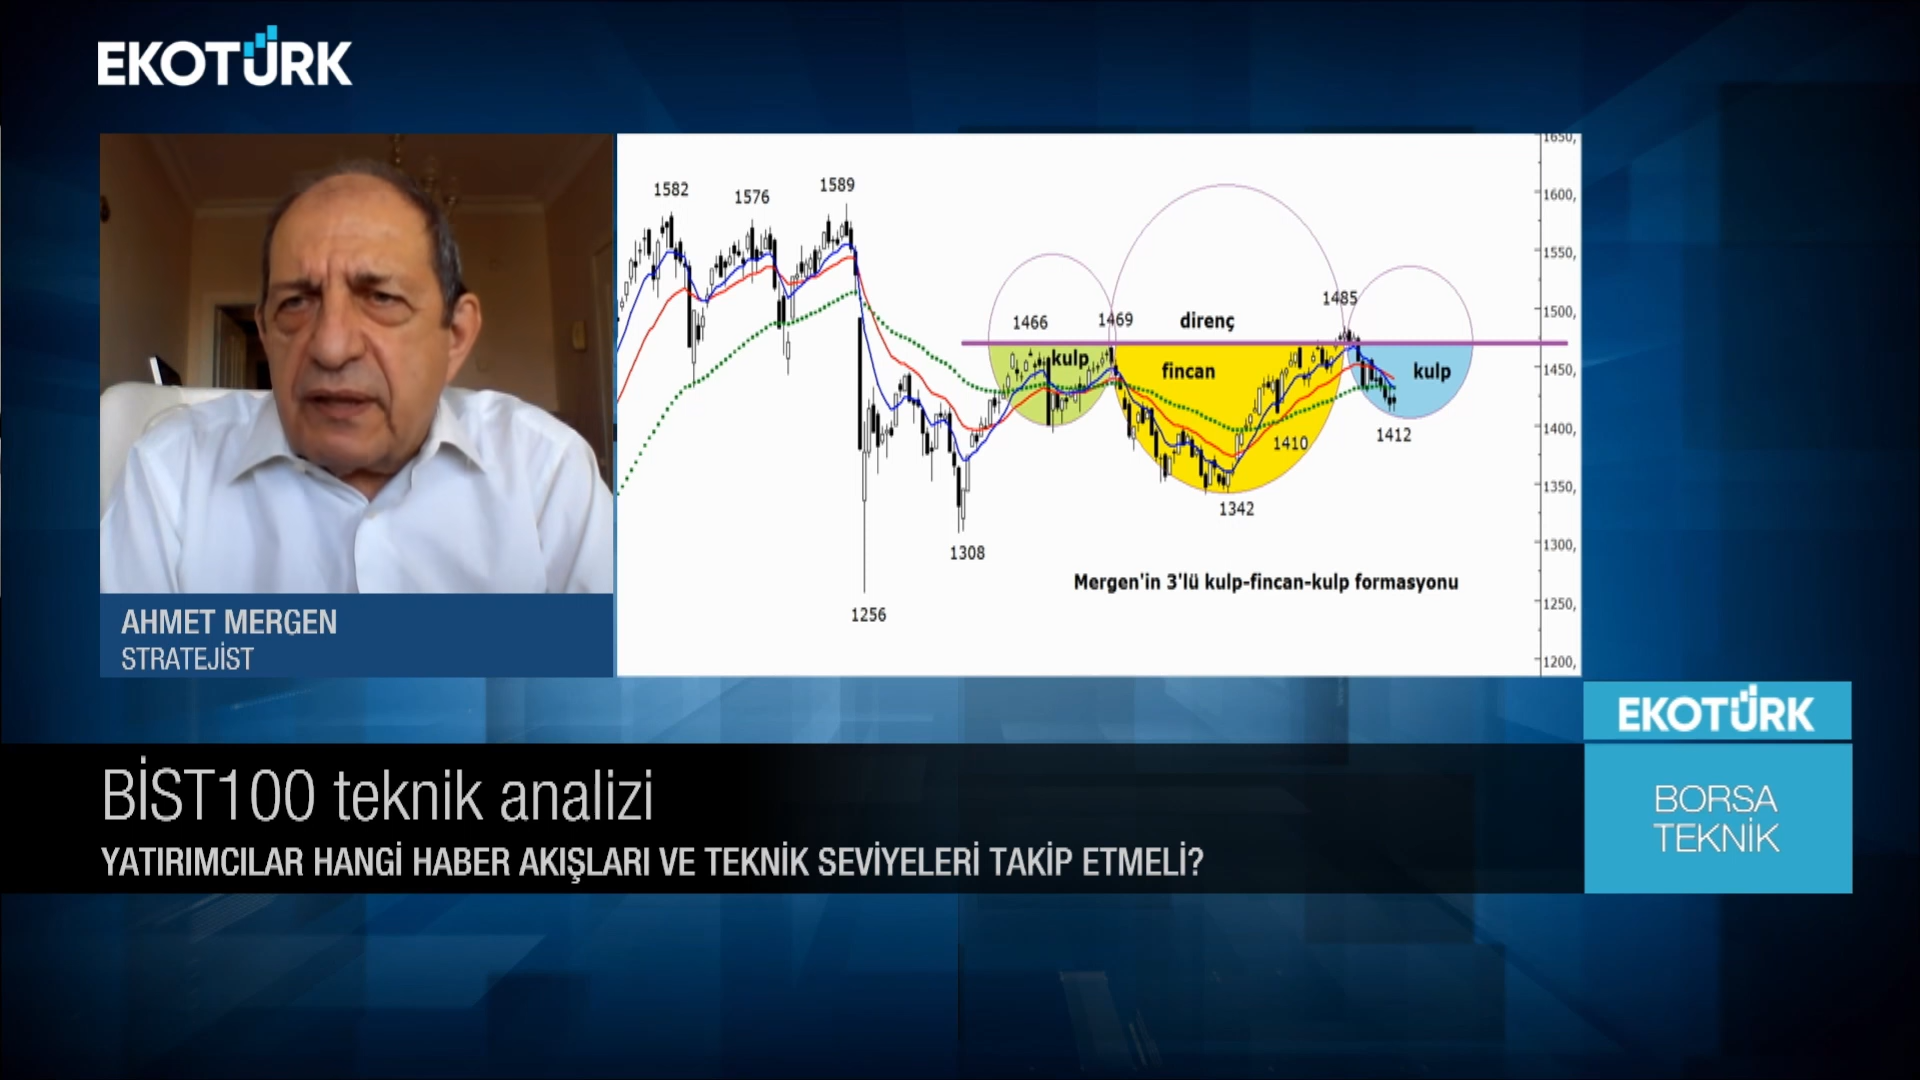 EKOTÜRK
1582
1576
1589
1466
1469
direnç
1485
kulp
fincan
kulp
1410
1412
1342
1308
1256
Mergen'in 3'lü kulp-fincan-kulp formasyonu
1650,
1600,
1550,
1500,
1450,
1400,
1350,
1300,
1250,
1200,
AHMET MERGEN
STRATEJİST
EKOTÜRK
BİST100 teknik analizi
YATIRIMCILAR HANGİ HABER AKIŞLARI VE TEKNİK SEVİYELERİ TAKİP ETMELİ?
BORSA
TEKNİK